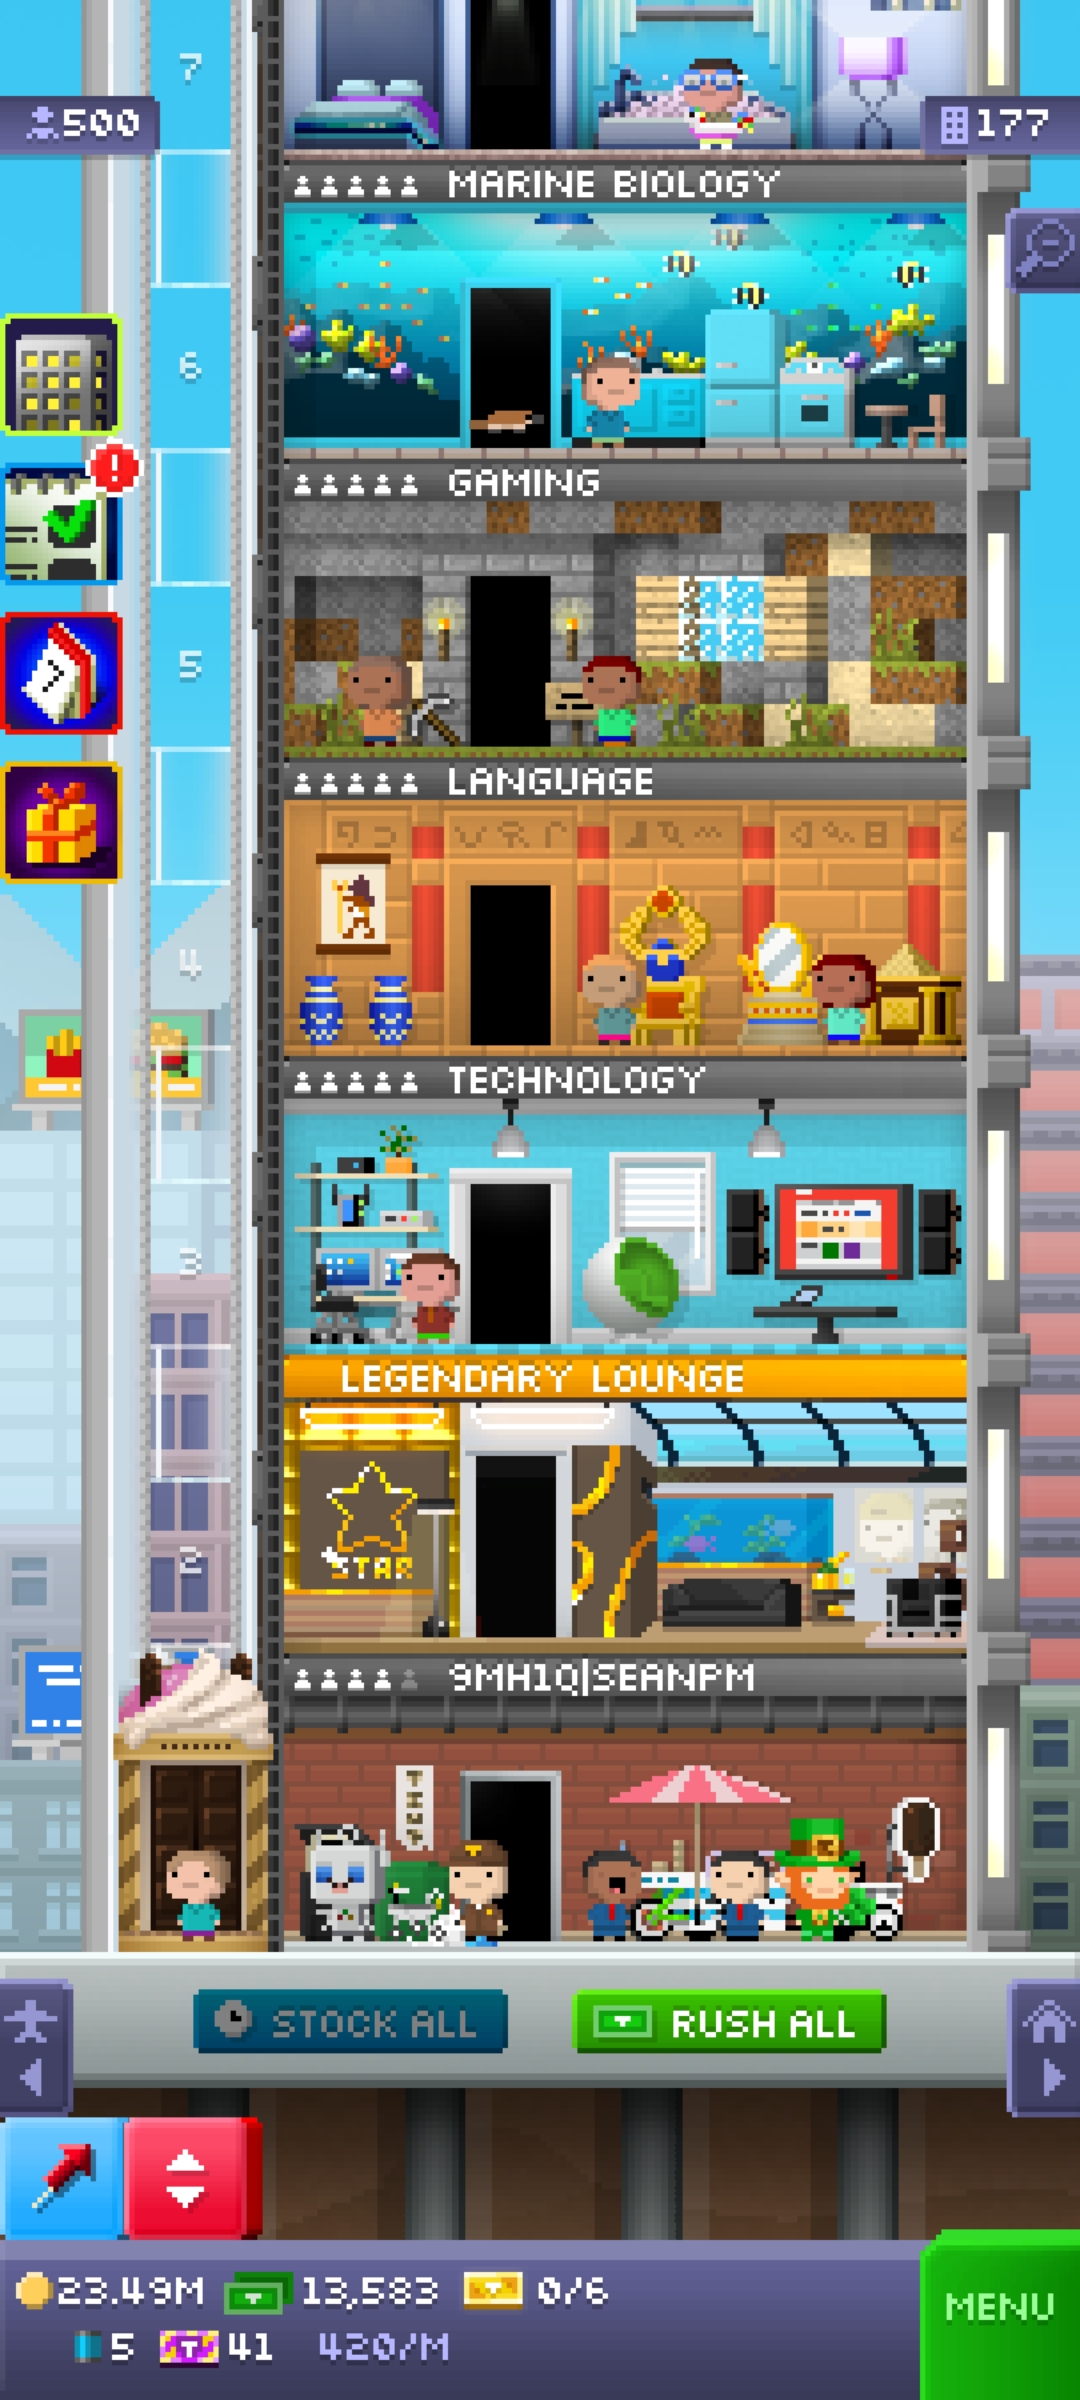 7
500
177
MARINE BIOLOGY
6
GAMING
5
LANGUAGE
4
TECHNOLOGY
3
LEGENDARY LOUNGE
STAR
2
9MH1Q|SEANPM
TINY
STOCK ALL
RUSH ALL
23.49M
13,583
0/6
MENU
5
41
420/M